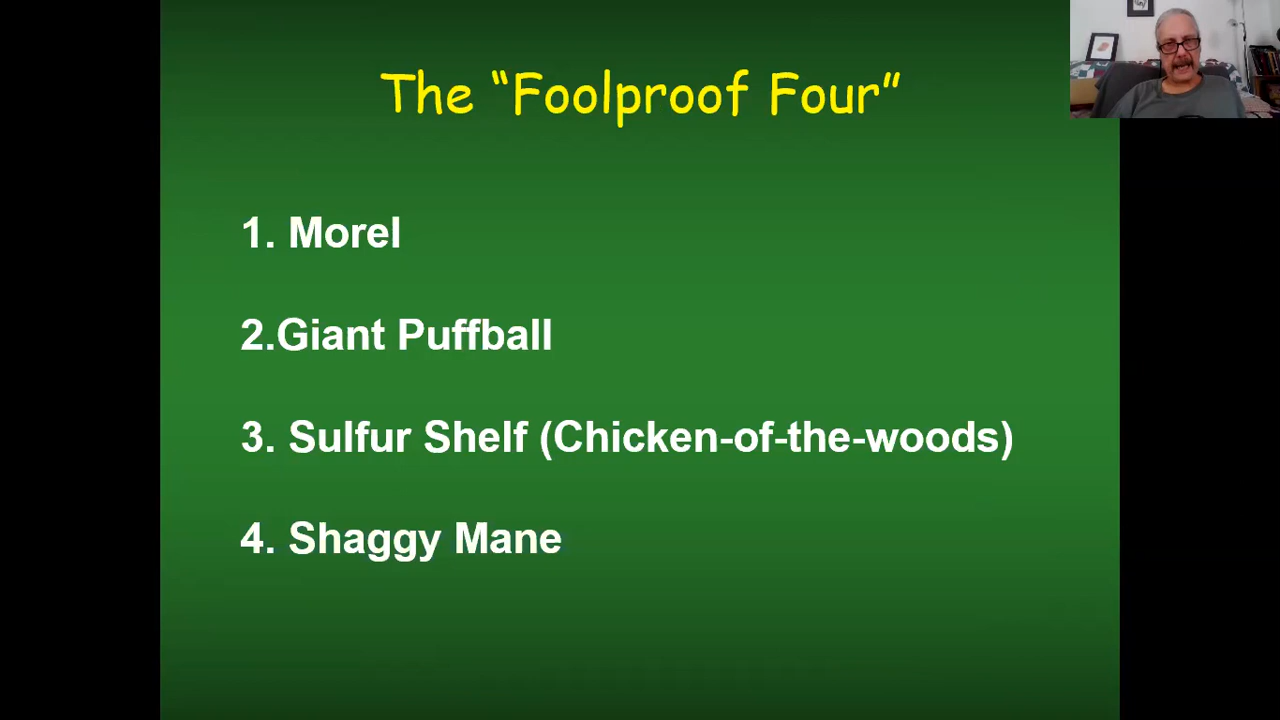 The “Foolproof Four”
1. Morel
2.Giant Puffball
3. Sulfur Shelf (Chicken-of-the-woods)
4. Shaggy Mane